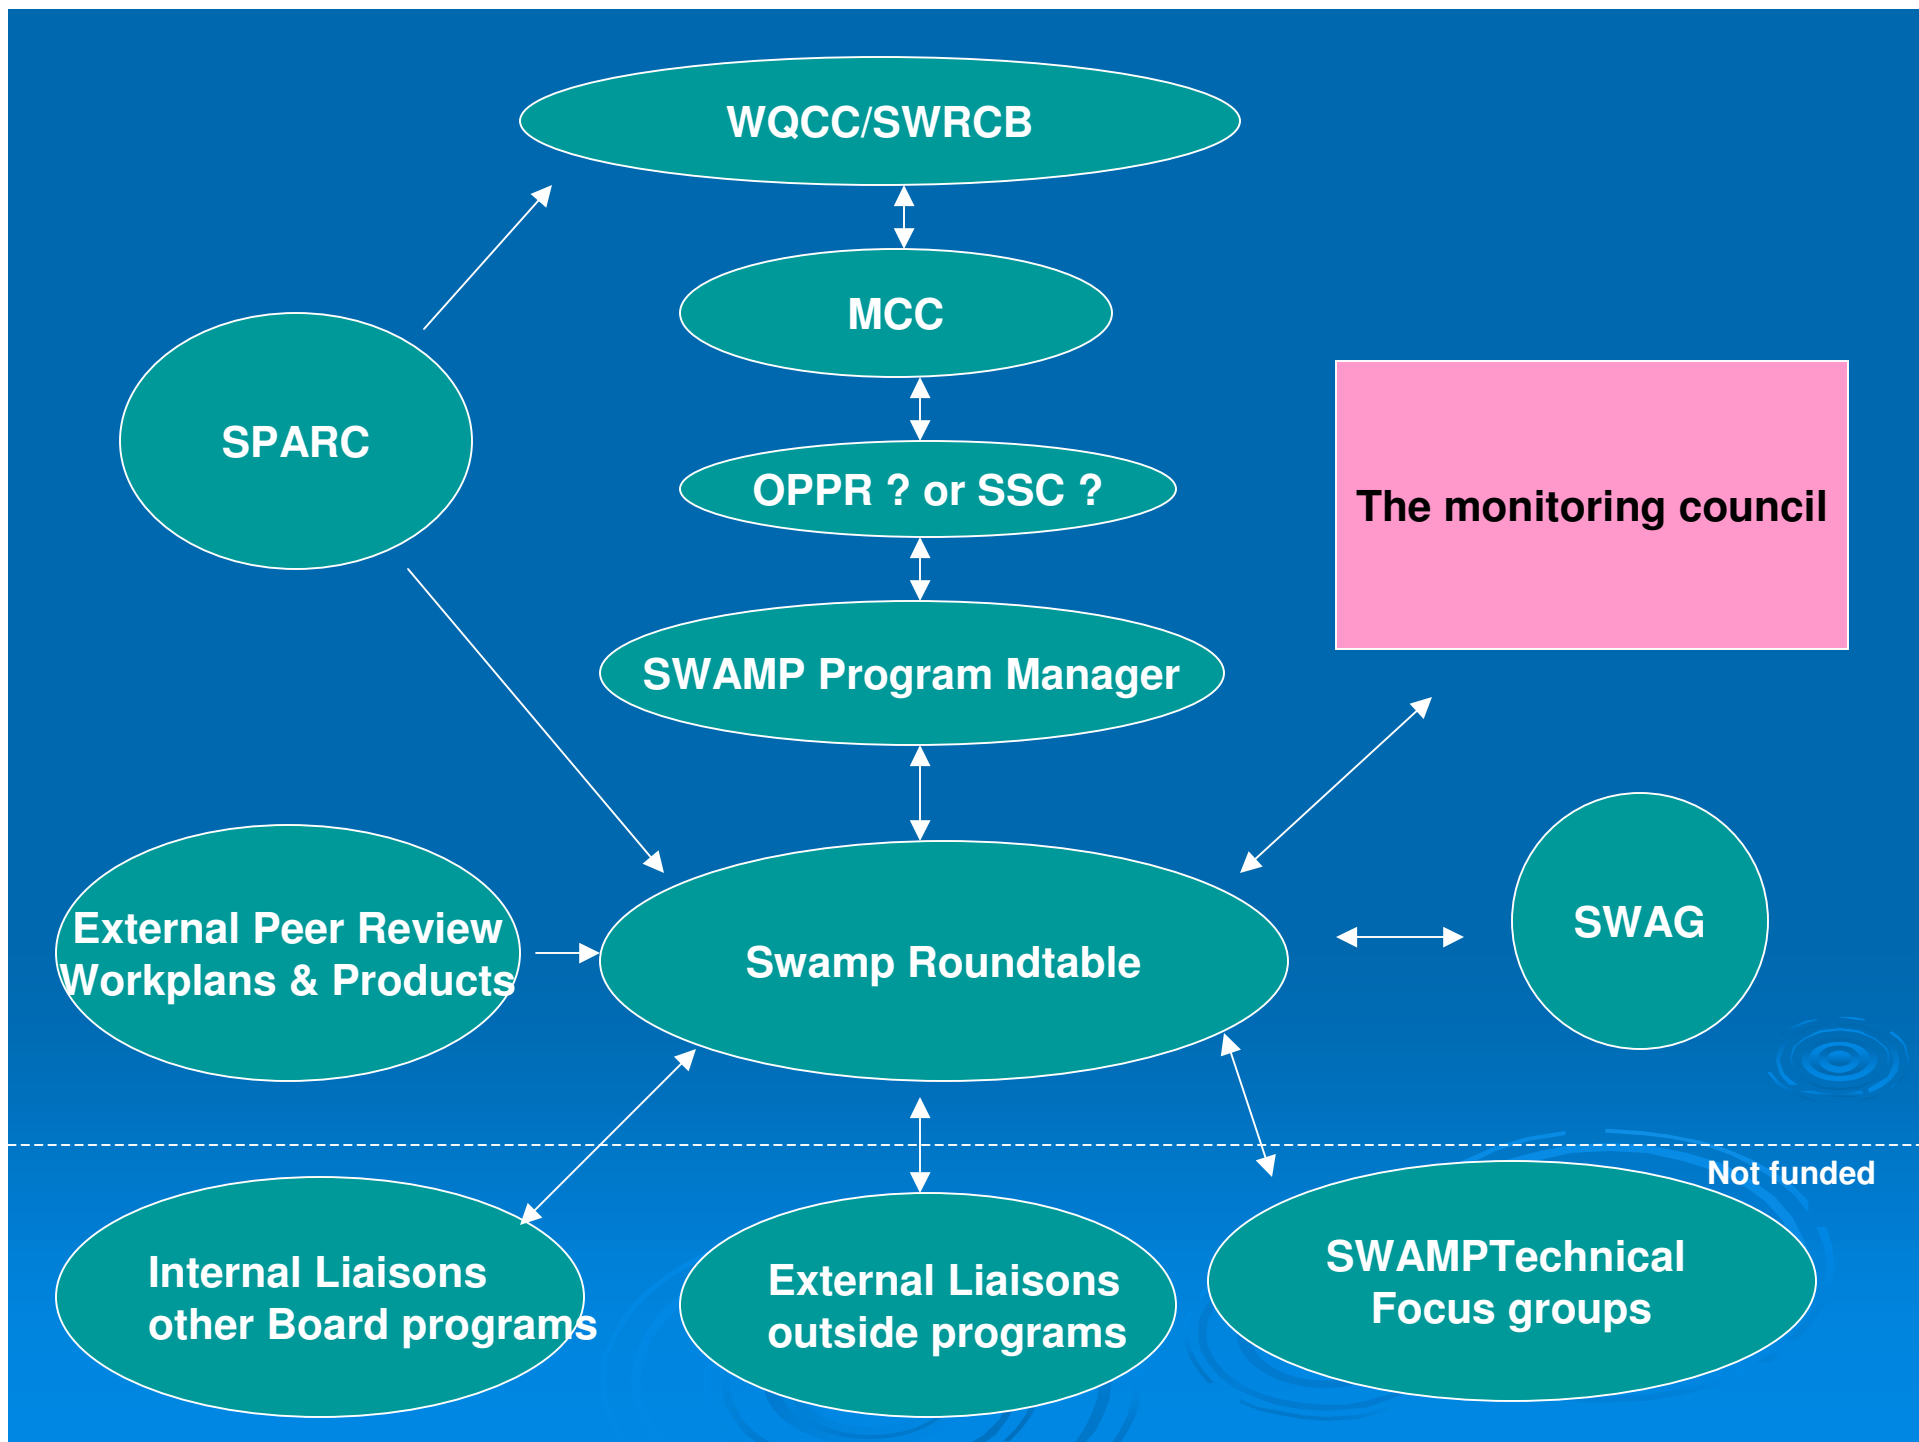 WQCC/SWRCB
MCC
SPARC
OPPR ? or SSC ?
The monitoring council
SWAMP Program Manager
External Peer Review
Workplans & Products
Swamp Roundtable
SWAG
Not funded
Internal Liaisons
other Board programs
External Liaisons
outside programs
SWAMPTechnical
Focus groups